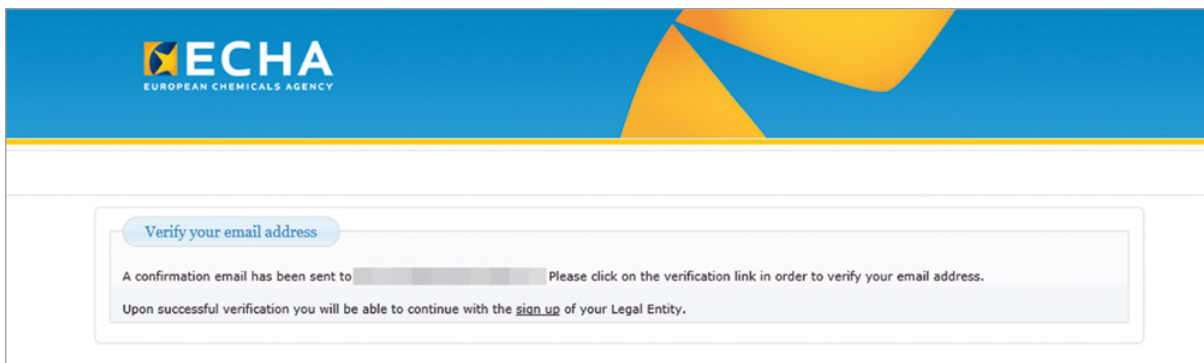 ECHA
EUROPEAN CHEMICALS AGENCY
Verify your email address
A confirmation email has been sent to Please click on the verification link in order to verify your email address.
Upon successful verification you will be able to continue with the sign up of your Legal Entity.